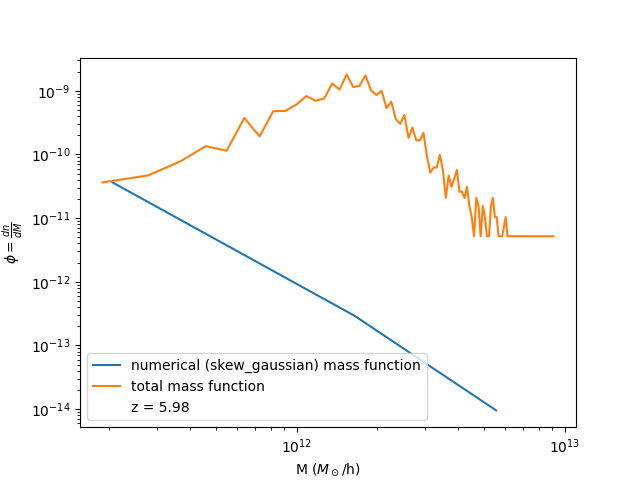 10⁻⁹
10⁻¹⁰
10⁻¹¹
10⁻¹²
10⁻¹³
10⁻¹⁴
ϕ = dn/dM
numerical (skew_gaussian) mass function
total mass function
z = 5.98
10¹² 10¹³
M (M☉/h)